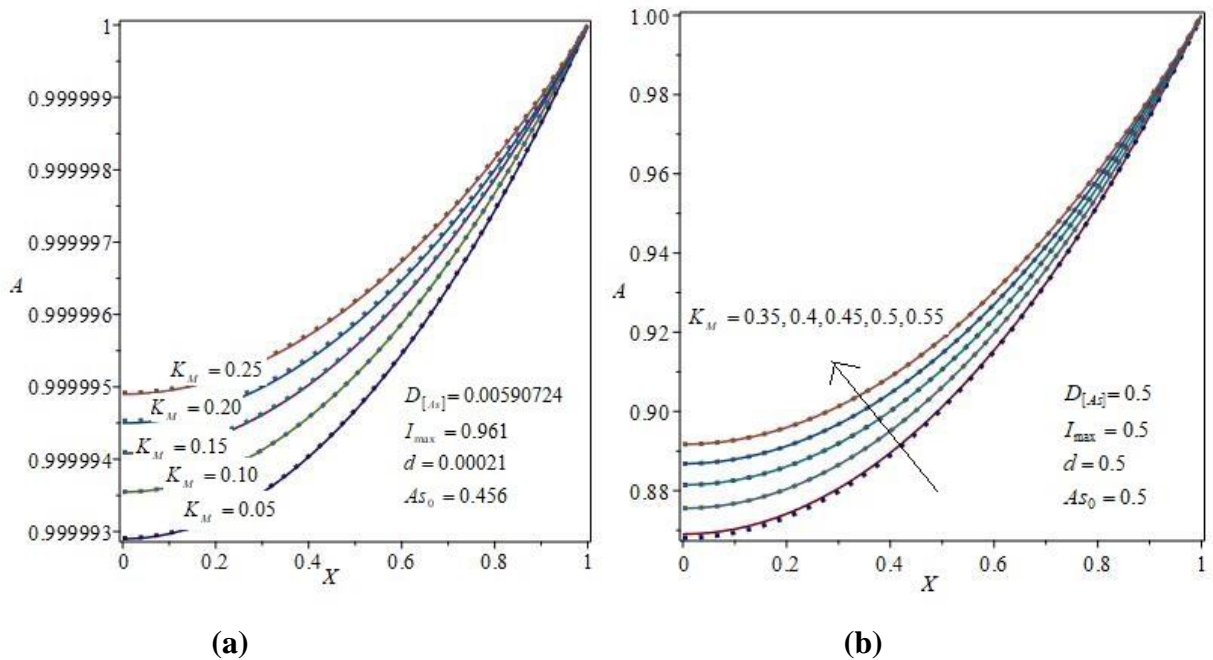 1
0.999999
0.999998
0.999997
A
0.999996
K_M = 0.25
0.999995
K_M = 0.20
K_M = 0.15
0.999994
K_M = 0.10
K_M = 0.05
0.999993
D_[As] = 0.00590724
I_max = 0.961
d = 0.00021
As_0 = 0.456
0 0.2 0.4 0.6 0.8 1
X
(a)
1.00
0.98
0.96
0.94
A
0.92
K_M = 0.35, 0.4, 0.45, 0.5, 0.55
0.90
0.88
D_[As] = 0.5
I_max = 0.5
d = 0.5
As_0 = 0.5
0 0.2 0.4 0.6 0.8 1
X
(b)